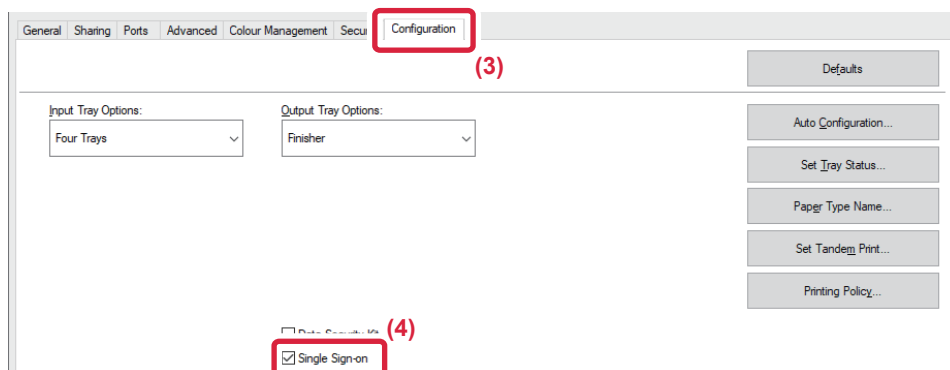 General Sharing Ports Advanced Colour Management Secu Configuration
(3)
Defaults
Input Tray Options: Output Tray Options:
Four Trays Finisher
Auto Configuration...
Set Tray Status...
Paper Type Name...
Set Tandem Print...
Printing Policy...
(4)
Single Sign-on